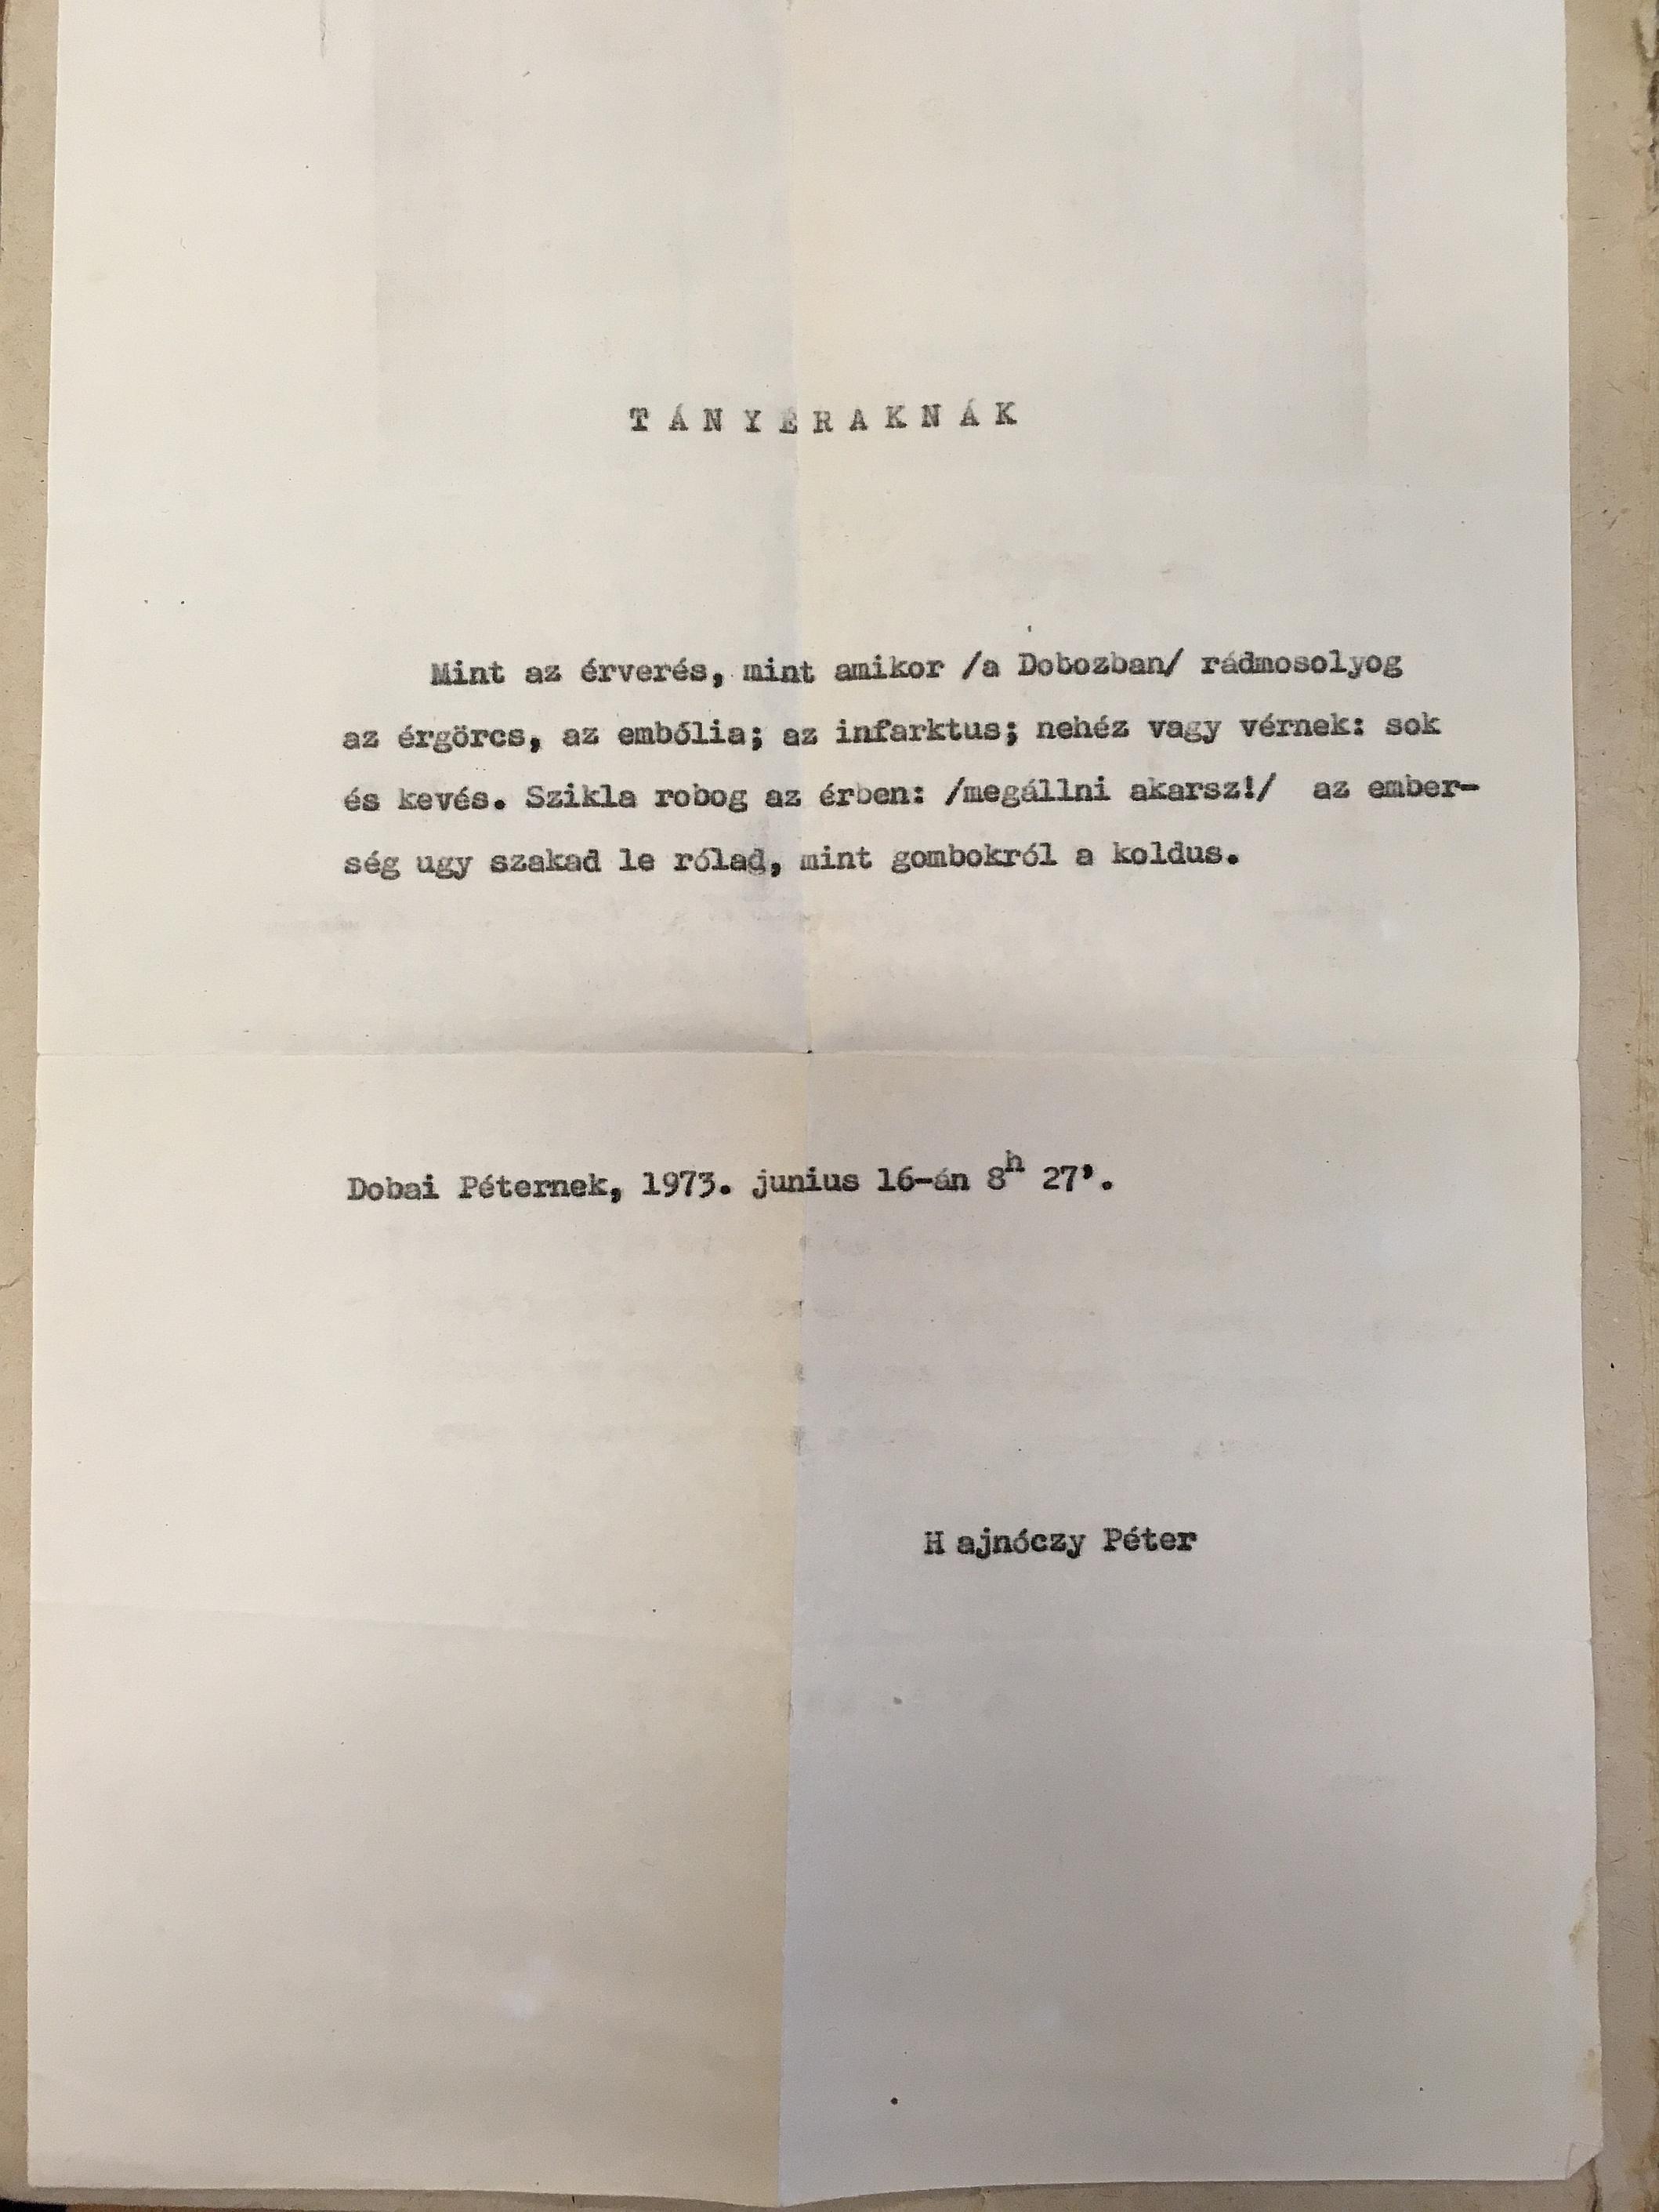 T Á N Y É R A K N Á K
Mint az érverés, mint amikor /a Dobozban/ rádmosolyog
az érgörcs, az embólia; az infarktus; nehéz vagy vérnek: sok
és kevés. Szikla robog az érben: /megállni akarsz!/ az ember-
ség ugy szakad le rólad, mint gombokról a koldus.
Dobai Péternek, 1973. junius 16-án 8h 27'.
H ajnóczy Péter